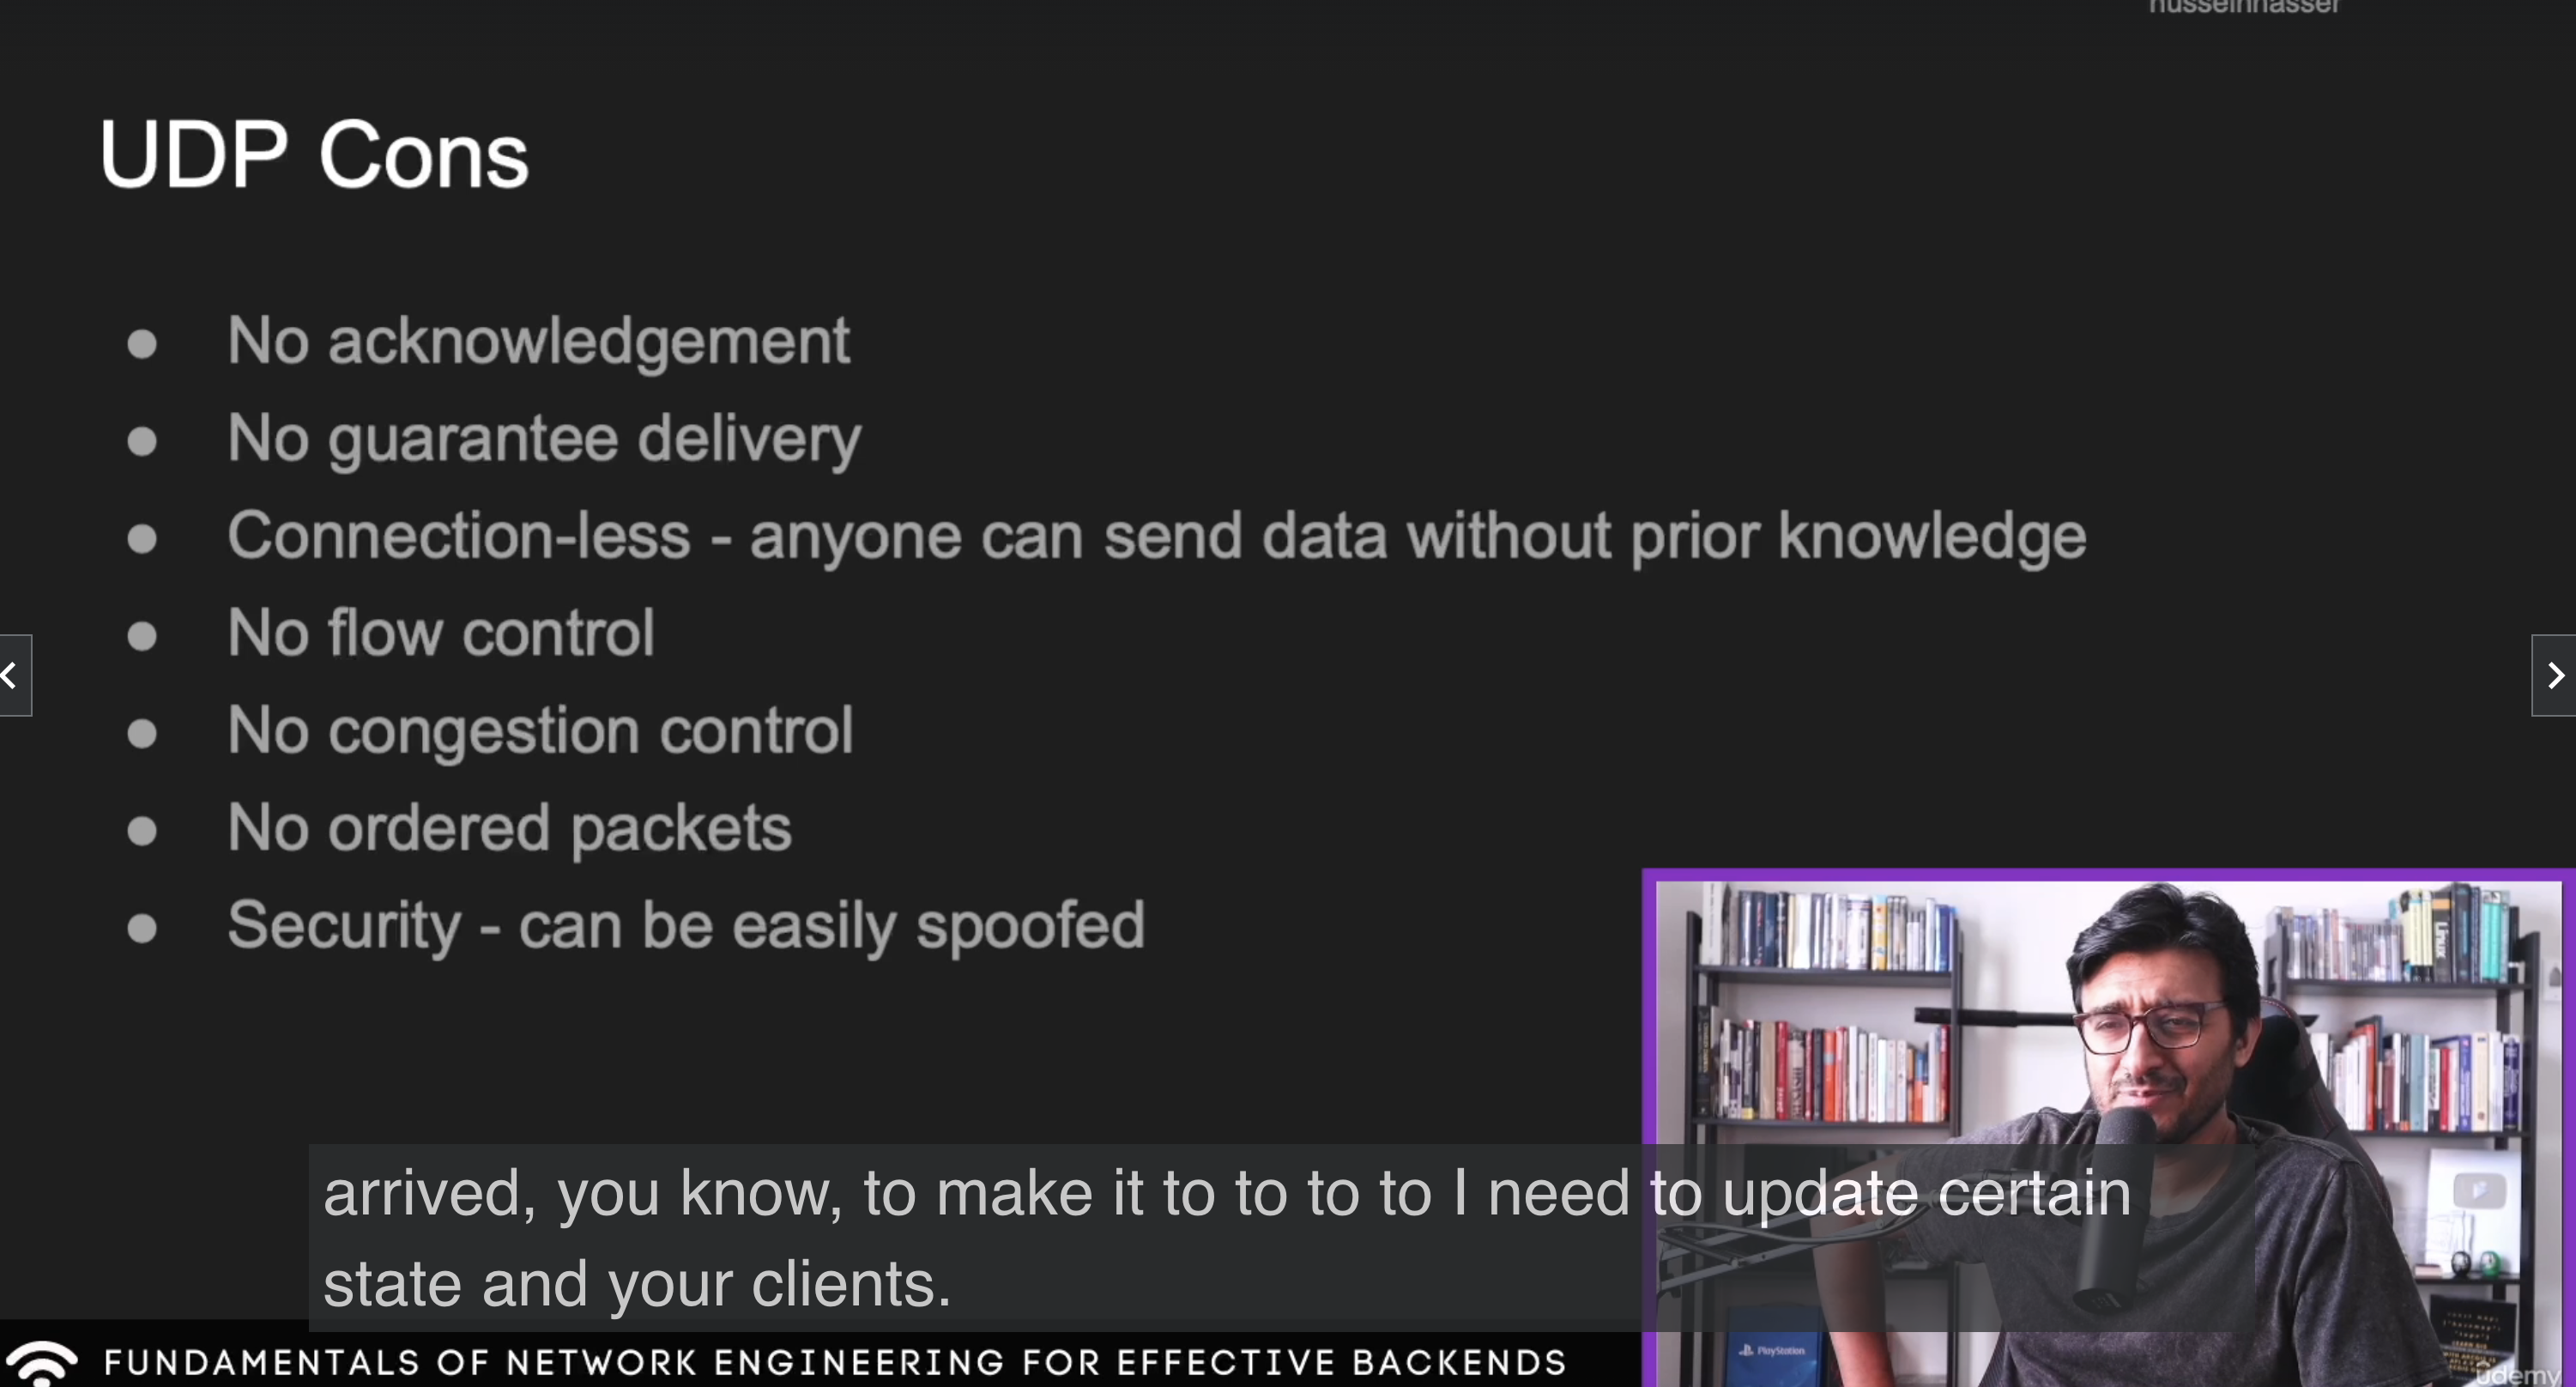 husseinnasser
UDP Cons
● No acknowledgement
● No guarantee delivery
● Connection-less - anyone can send data without prior knowledge
● No flow control
● No congestion control
● No ordered packets
● Security - can be easily spoofed
Linux
arrived, you know, to make it to to to to I need to update certain
state and your clients.
PlayStation
FUNDAMENTALS OF NETWORK ENGINEERING FOR EFFECTIVE BACKENDS
ûdemy